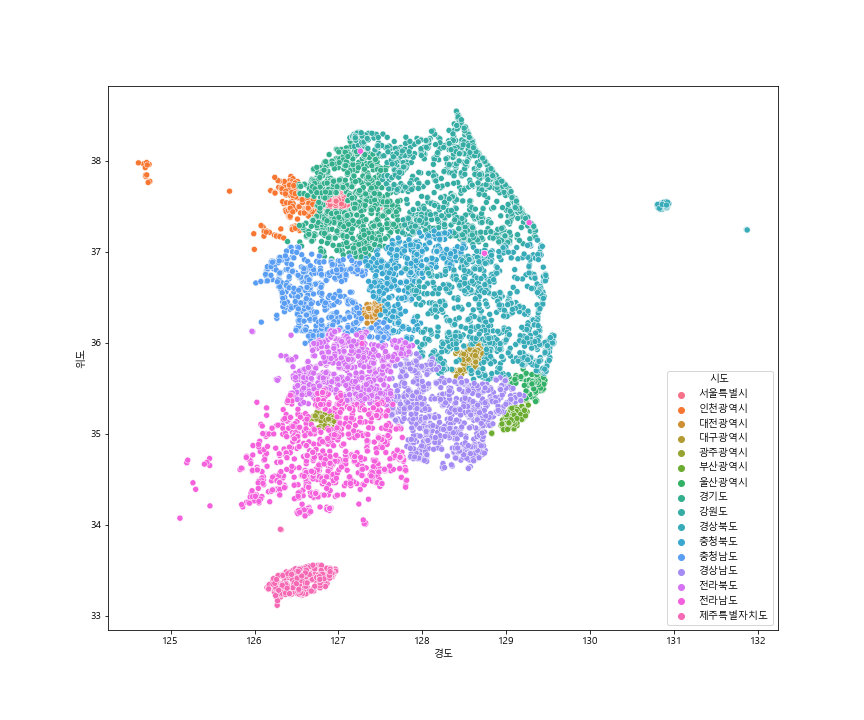 38
37
36
35
34
33
위도
125
126
127
128
129
130
131
132
경도
시도
서울특별시
인천광역시
대전광역시
대구광역시
광주광역시
부산광역시
울산광역시
경기도
강원도
경상북도
충청북도
충청남도
경상남도
전라북도
전라남도
제주특별자치도